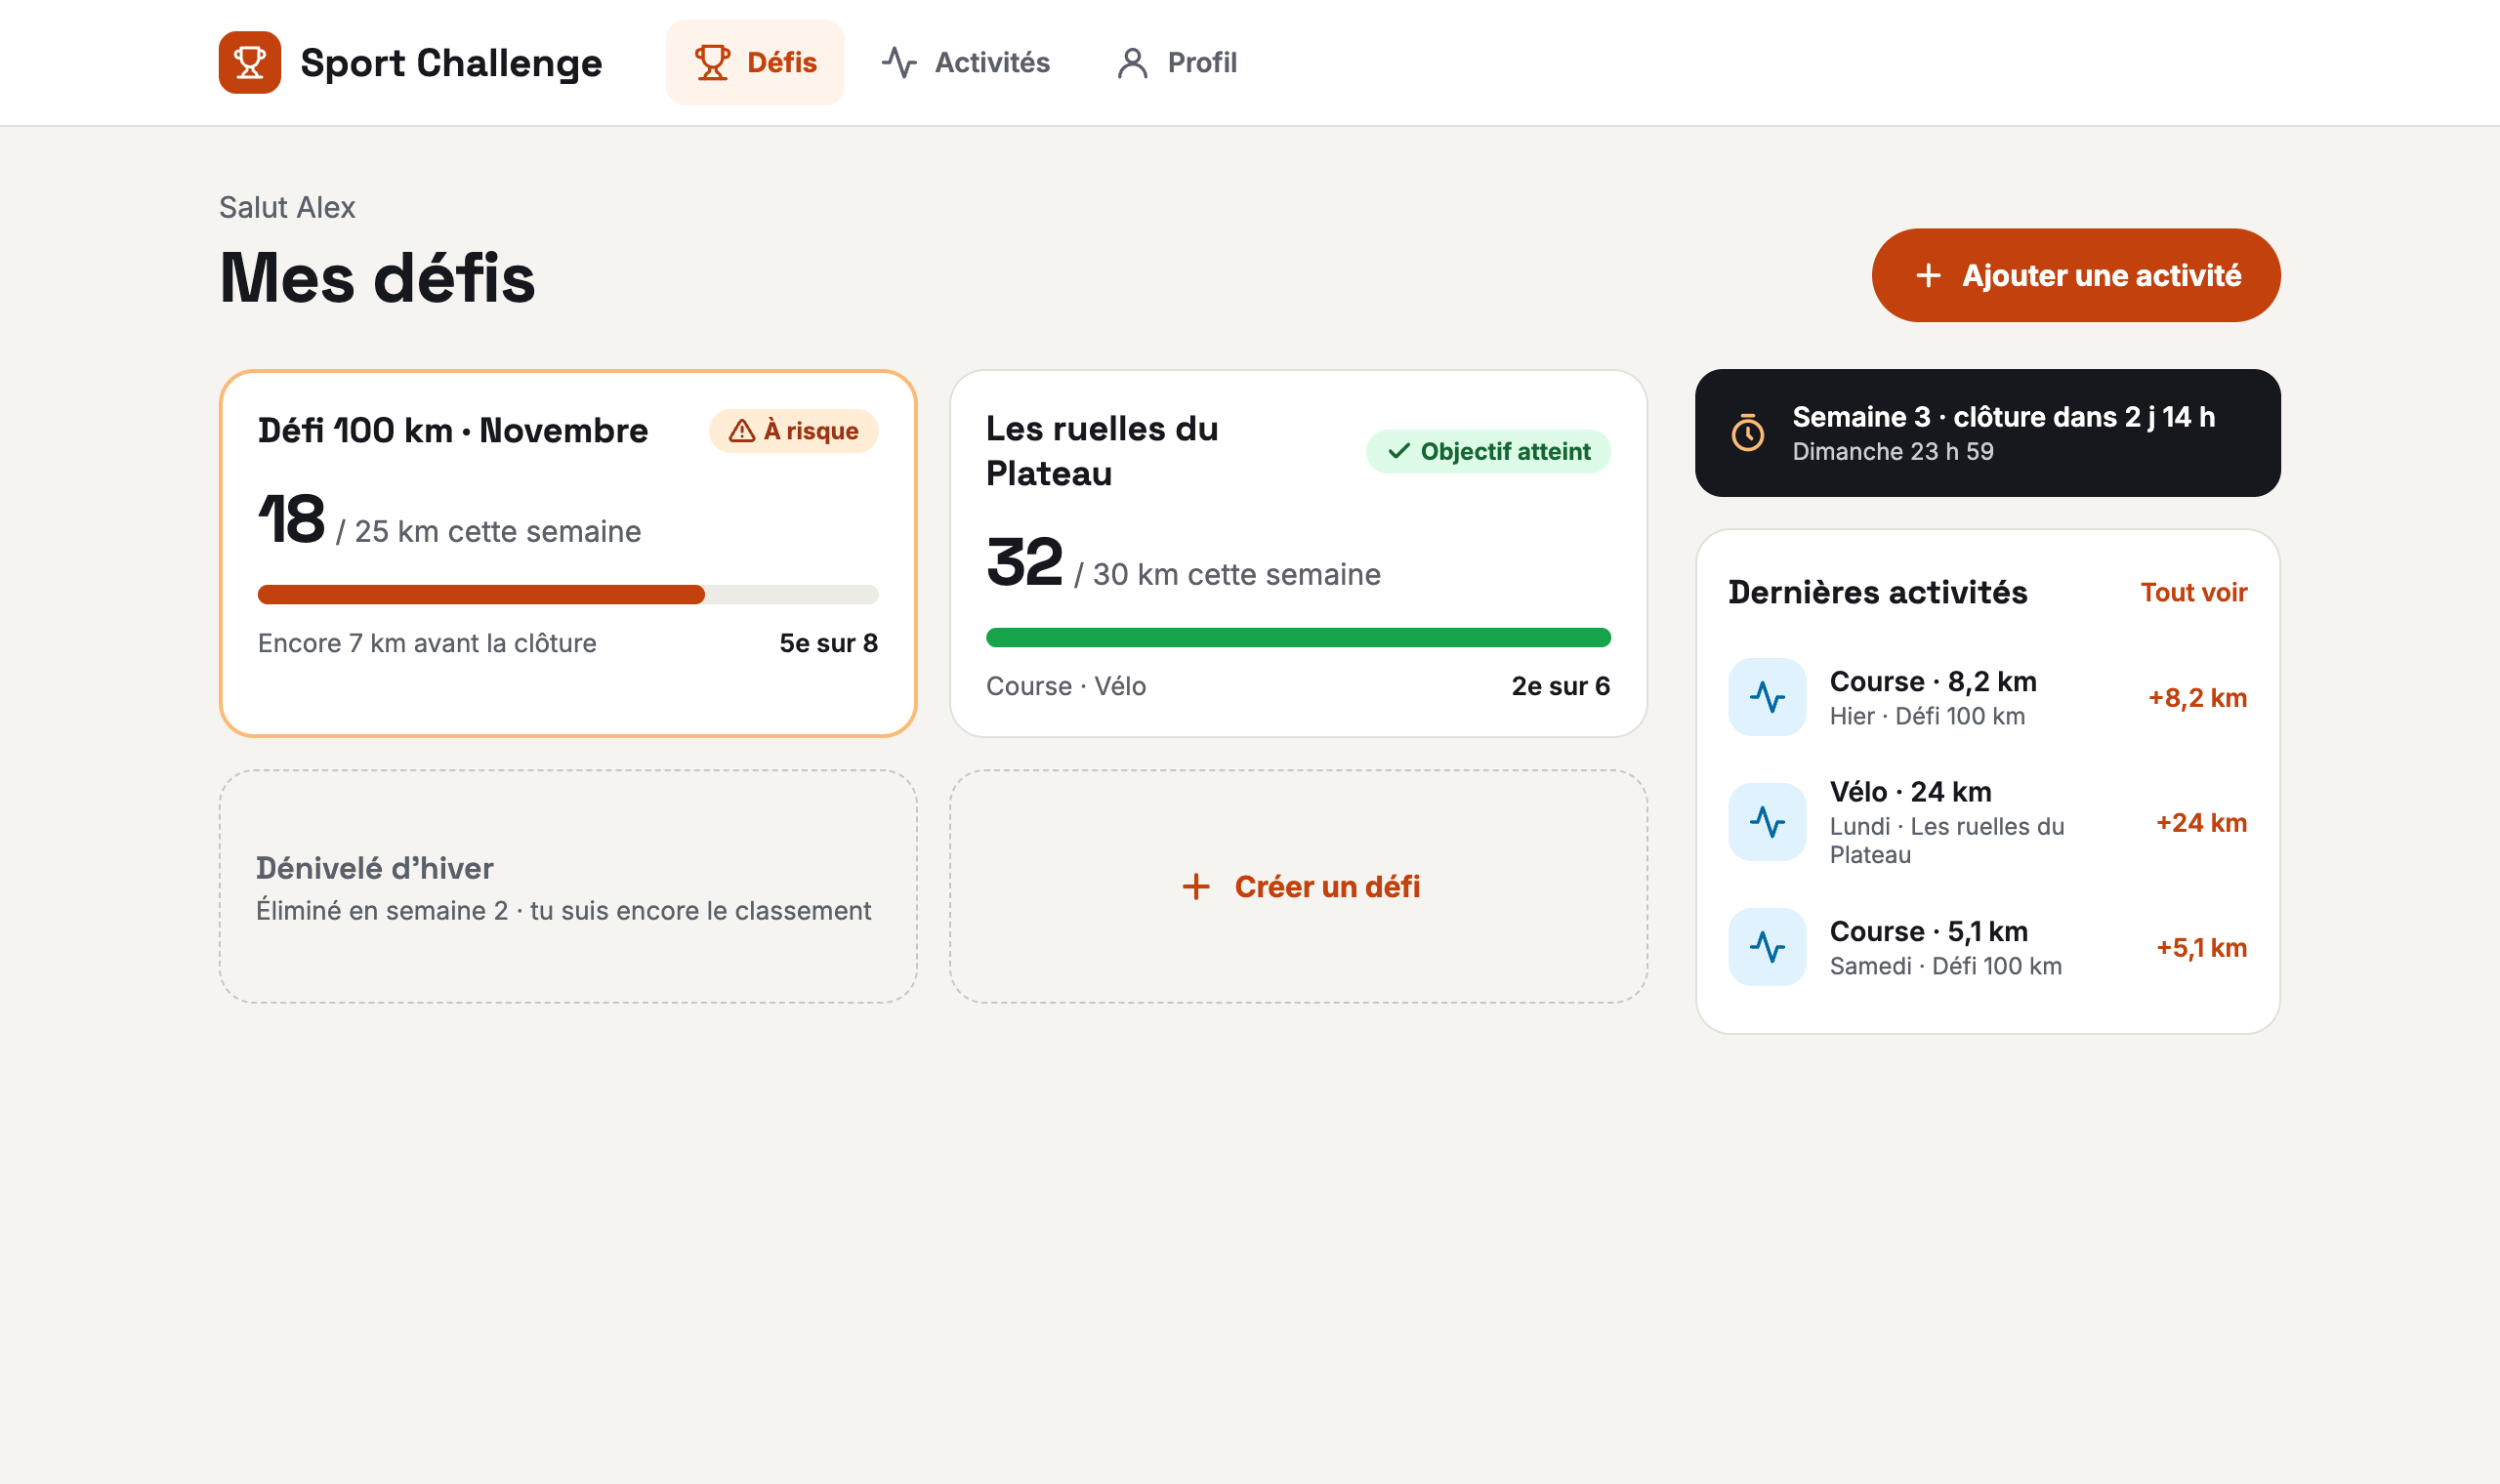 Sport Challenge
Défis
Activités
Profil
Salut Alex
Mes défis
Ajouter une activité
Défi 100 km · Novembre
À risque
18 / 25 km cette semaine
Encore 7 km avant la clôture
5e sur 8
Les ruelles du
Plateau
Objectif atteint
32 / 30 km cette semaine
Course · Vélo
2e sur 6
Dénivelé d’hiver
Éliminé en semaine 2 · tu suis encore le classement
Créer un défi
Semaine 3 · clôture dans 2 j 14 h
Dimanche 23 h 59
Dernières activités
Tout voir
Course · 8,2 km
Hier · Défi 100 km
+8,2 km
Vélo · 24 km
Lundi · Les ruelles du
Plateau
+24 km
Course · 5,1 km
Samedi · Défi 100 km
+5,1 km